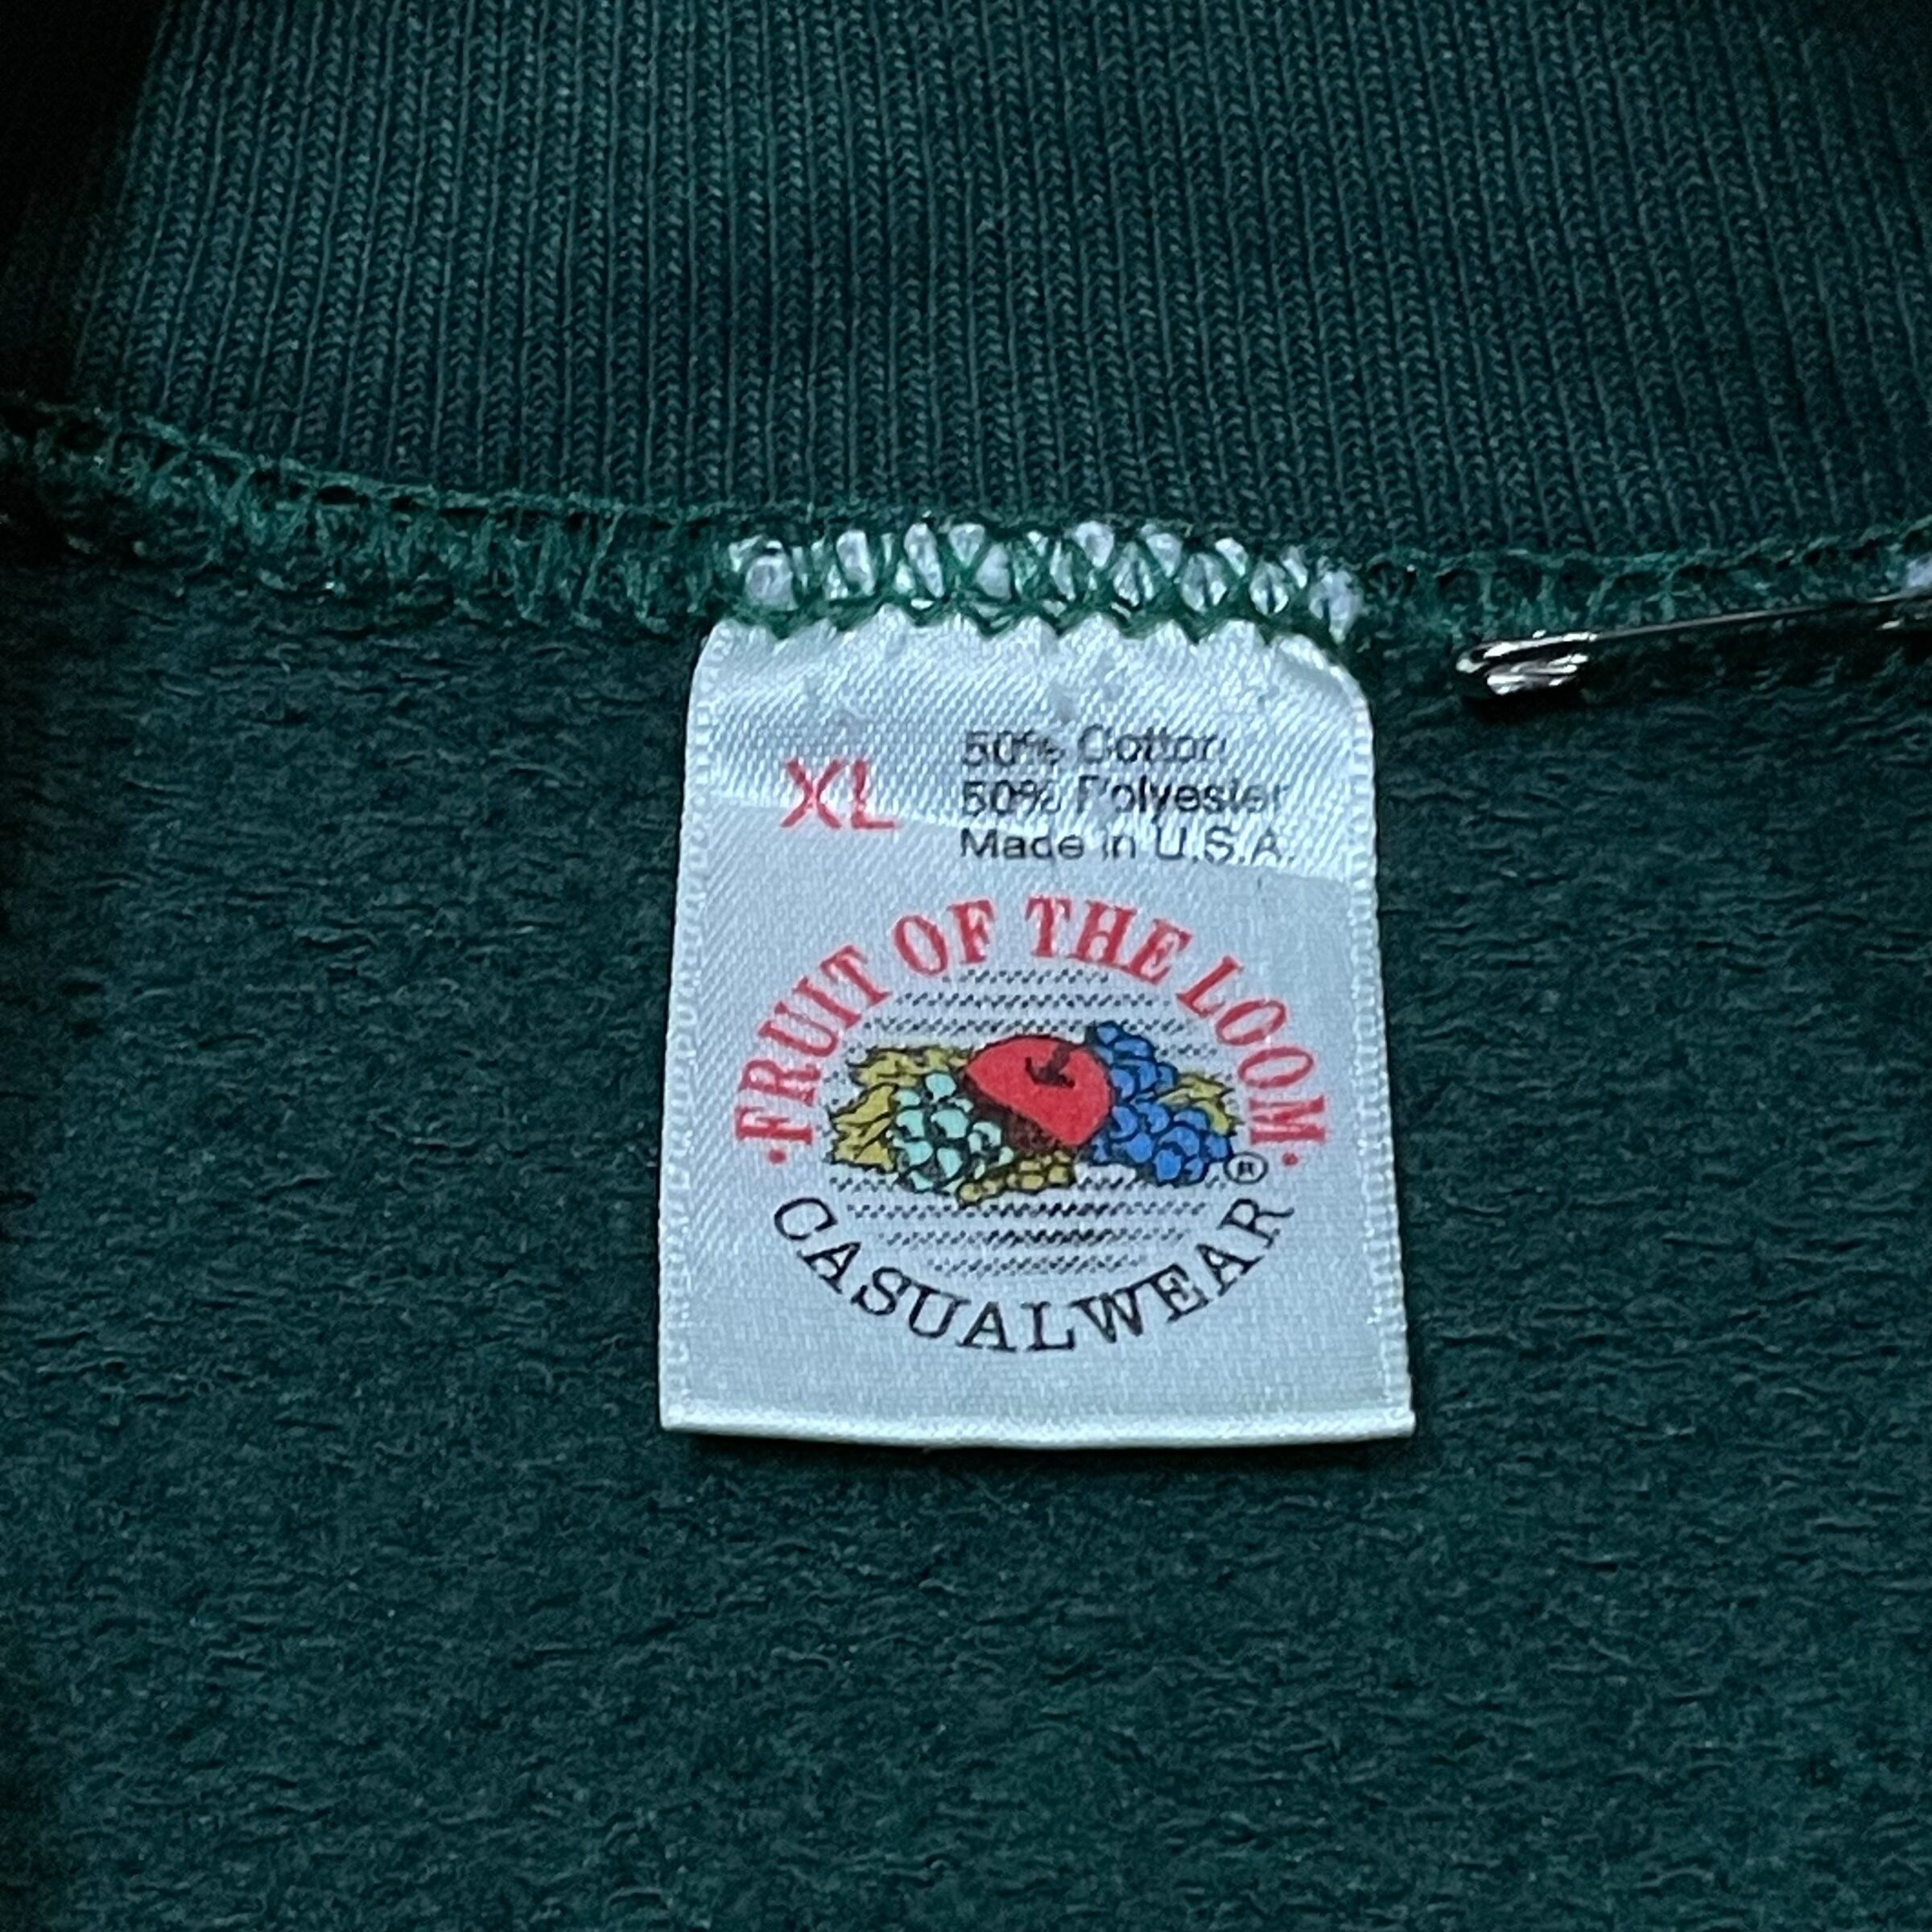 XL
50% Cotton
50% Polyester
Made in U.S.A.
·FRUIT OF THE LOOM·
®
CASUALWEAR